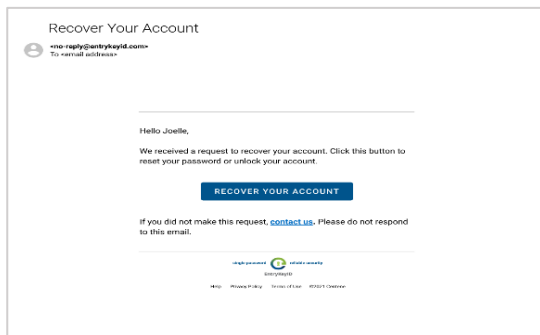 Recover Your Account
<no-reply@entrykeyid.com>
To <email address>
Hello Joelle,
We received a request to recover your account. Click this button to
reset your password or unlock your account.
RECOVER YOUR ACCOUNT
If you did not make this request, contact us. Please do not respond
to this email.
single password reliable security
EntryKeyID
Help Privacy Policy Terms of Use ©2021 Centene